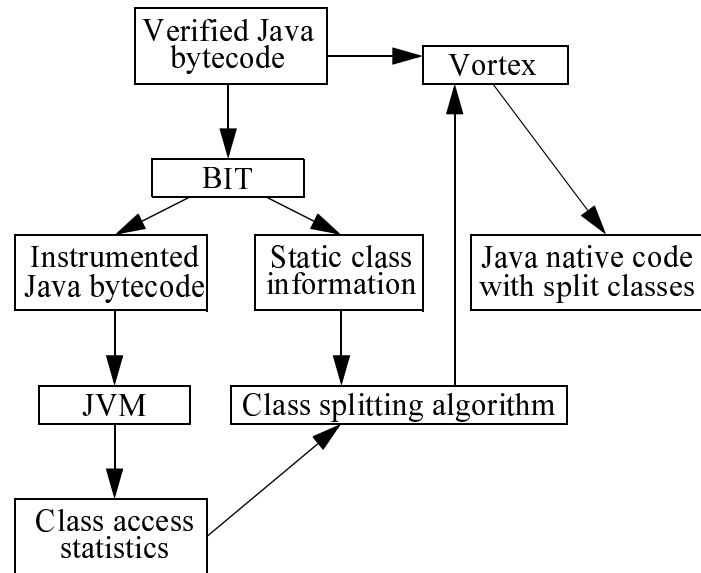 Verified Java
bytecode
Vortex
BIT
Instrumented
Java bytecode
Static class
information
Java native code
with split classes
JVM
Class splitting algorithm
Class access
statistics